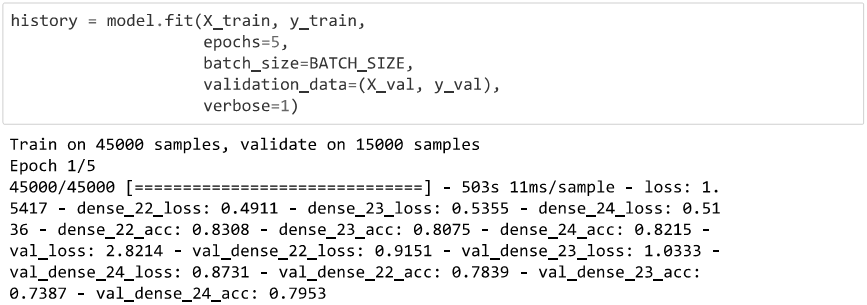 history = model.fit(X_train, y_train,
epochs=5,
batch_size=BATCH_SIZE,
validation_data=(X_val, y_val),
verbose=1)
Train on 45000 samples, validate on 15000 samples
Epoch 1/5
45000/45000 [==============================] - 503s 11ms/sample - loss: 1.
5417 - dense_22_loss: 0.4911 - dense_23_loss: 0.5355 - dense_24_loss: 0.51
36 - dense_22_acc: 0.8308 - dense_23_acc: 0.8075 - dense_24_acc: 0.8215 -
val_loss: 2.8214 - val_dense_22_loss: 0.9151 - val_dense_23_loss: 1.0333 -
val_dense_24_loss: 0.8731 - val_dense_22_acc: 0.7839 - val_dense_23_acc:
0.7387 - val_dense_24_acc: 0.7953